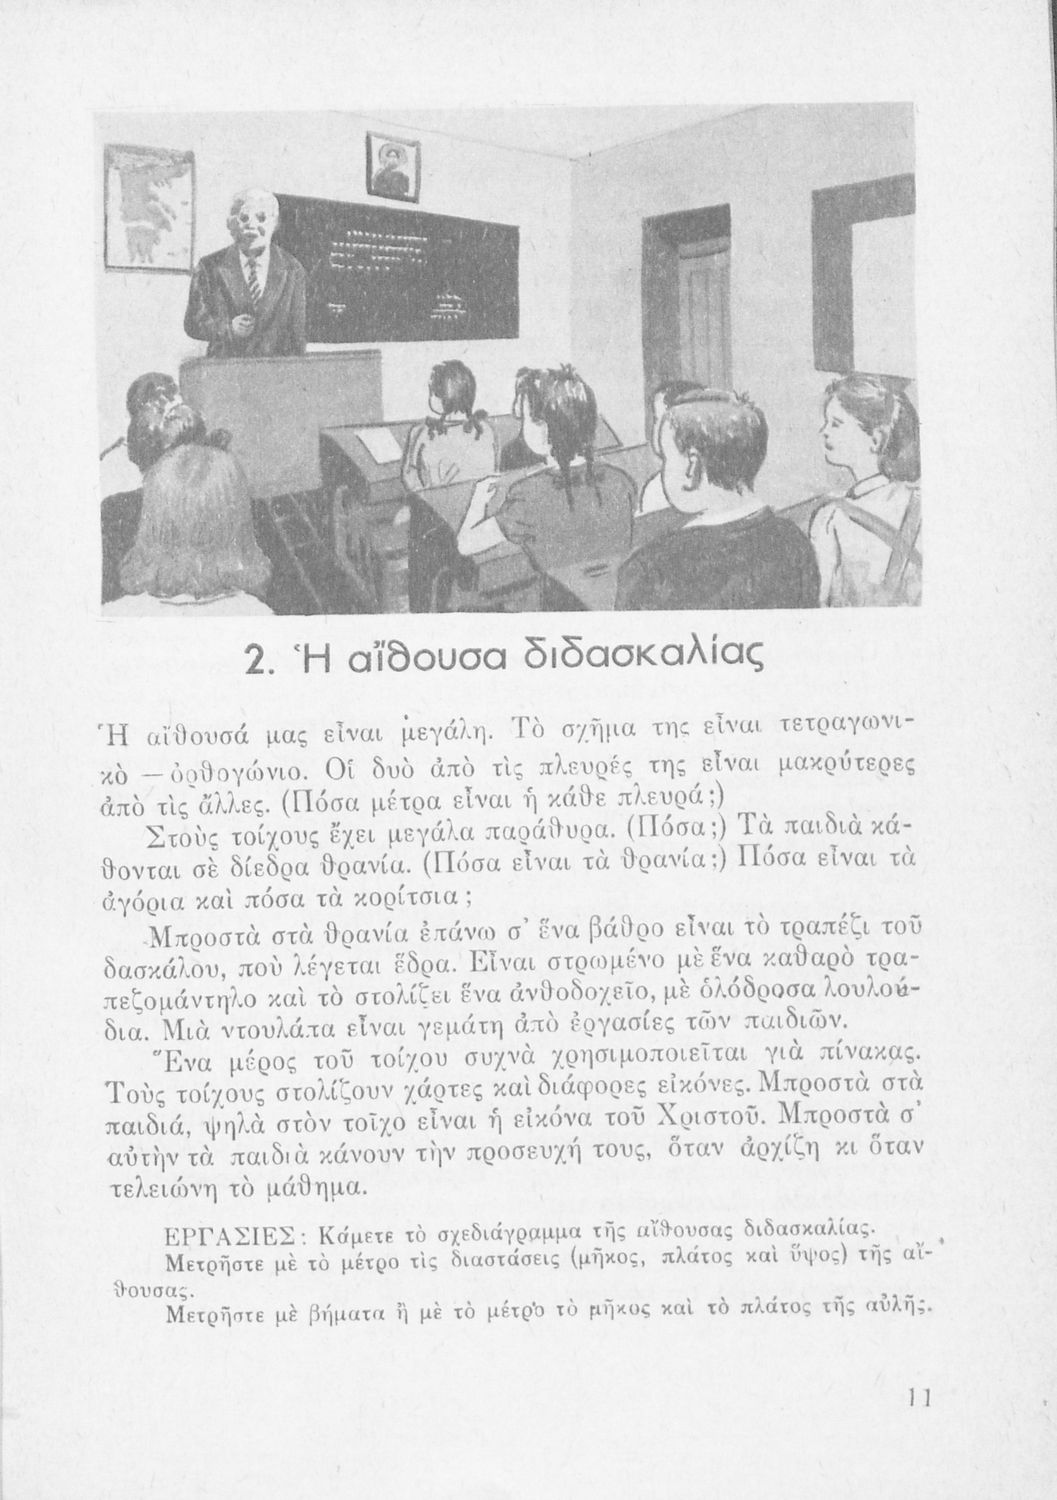 2. Ἡ αἴθουσα διδασκαλίας
Ἡ αἴθουσά μας εἶναι μεγάλη. Τὸ σχῆμα της εἶναι τετραγωνι-
κὸ — ὀρθογώνιο. Οἱ δυὸ ἀπὸ τὶς πλευρές της εἶναι μακρύτερες
ἀπὸ τὶς ἄλλες. (Πόσα μέτρα εἶναι ἡ κάθε πλευρά;)
Στοὺς τοίχους ἔχει μεγάλα παράθυρα. (Πόσα;) Τὰ παιδιὰ κά-
θονται σὲ δίεδρα θρανία. (Πόσα εἶναι τὰ θρανία;) Πόσα εἶναι τὰ
ἀγόρια καὶ πόσα τὰ κορίτσια;
Μπροστὰ στὰ θρανία ἐπάνω σ᾿ ἕνα βάθρο εἶναι τὸ τραπέζι τοῦ
δασκάλου, ποὺ λέγεται ἕδρα. Εἶναι στρωμένο μὲ ἕνα καθαρὸ τρα-
πεζομάντηλο καὶ τὸ στολίζει ἕνα ἀνθοδοχεῖο, μὲ ὁλόδροσα λουλού-
δια. Μιὰ ντουλάπα εἶναι γεμάτη ἀπὸ ἐργασίες τῶν παιδιῶν.
Ἕνα μέρος τοῦ τοίχου συχνὰ χρησιμοποιεῖται γιὰ πίνακας.
Τοὺς τοίχους στολίζουν χάρτες καὶ διάφορες εἰκόνες. Μπροστὰ στὰ
παιδιά, ψηλὰ στὸν τοῖχο εἶναι ἡ εἰκόνα τοῦ Χριστοῦ. Μπροστὰ σ᾿
αὐτὴν τὰ παιδιὰ κάνουν τὴν προσευχή τους, ὅταν ἀρχίζη κι ὅταν
τελειώνη τὸ μάθημα.
ΕΡΓΑΣΙΕΣ: Κάμετε τὸ σχεδιάγραμμα τῆς αἴθουσας διδασκαλίας.
Μετρῆστε μὲ τὸ μέτρο τὶς διαστάσεις (μῆκος, πλάτος καὶ ὕψος) τῆς αἴ-
θουσας.
Μετρῆστε μὲ βήματα ἢ μὲ τὸ μέτρο τὸ μῆκος καὶ τὸ πλάτος τῆς αὐλῆς.
11